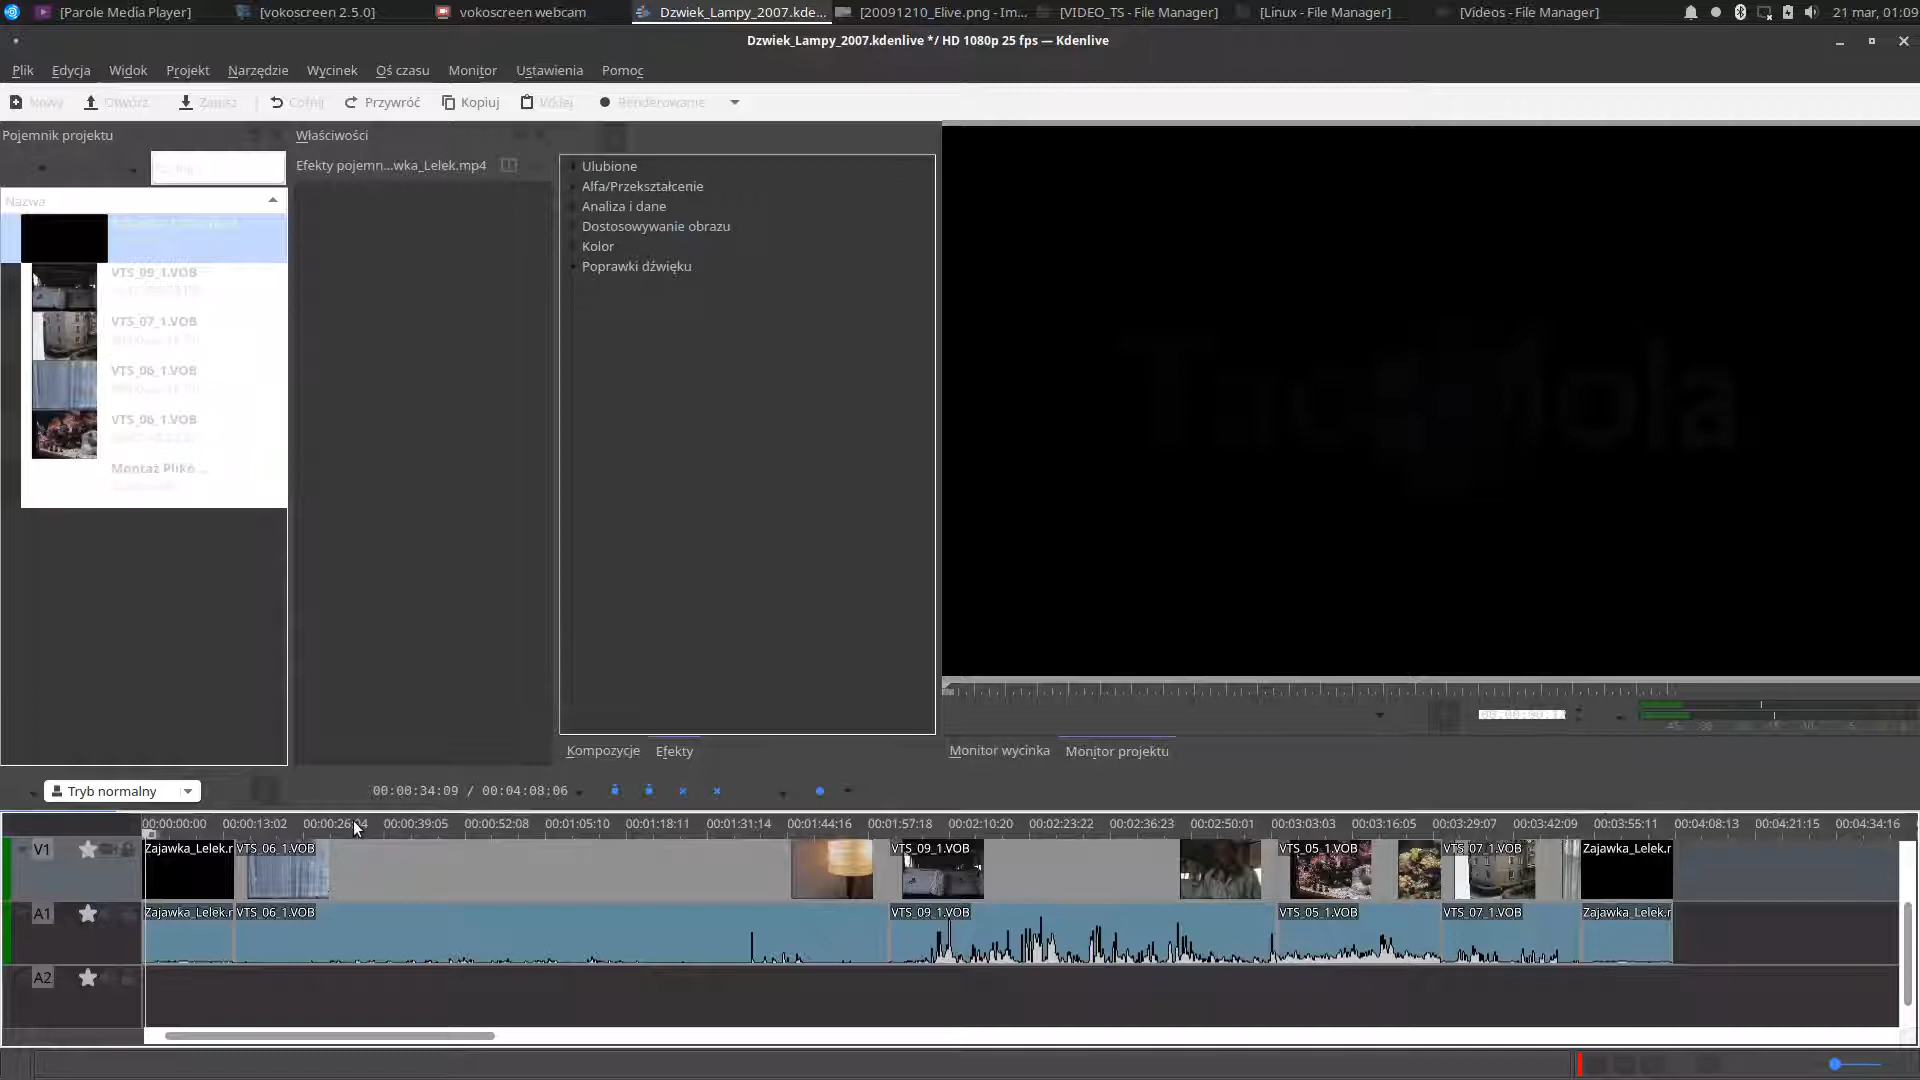 [Parole Media Player]
[vokoscreen 2.5.0]
vokoscreen webcam
Dzwiek_Lampy_2007.kde...
[20091210_Elive.png - Im...
[VIDEO_TS - File Manager]
[Linux - File Manager]
[Videos - File Manager]
21 mar, 01:09
Dzwiek_Lampy_2007.kdenlive */ HD 1080p 25 fps — Kdenlive
Plik Edycja Widok Projekt Narzędzie Wycinek Oś czasu Monitor Ustawienia Pomoc
Nowy Otwórz Zapisz Cofnij Przywróć Kopiuj Wklej Renderowanie
Pojemnik projektu
Właściwości
Efekty pojemn...wka_Lelek.mp4
Nazwa
VTS_09_1.VOB
VTS_07_1.VOB
VTS_06_1.VOB
VTS_06_1.VOB
Montaż Pliko...
Ulubione
Alfa/Przekształcenie
Analiza i dane
Dostosowywanie obrazu
Kolor
Poprawki dźwięku
Kompozycje Efekty
Monitor wycinka Monitor projektu
Tryb normalny
00:00:34:09 / 00:04:08:06
00:00:00:00 00:00:13:02 00:00:39:05 00:00:52:08 00:01:05:10 00:01:18:11 00:01:31:14 00:01:44:16 00:01:57:18 00:02:10:20 00:02:23:22 00:02:36:23 00:02:50:01 00:03:03:03 00:03:16:05 00:03:29:07 00:03:42:09 00:03:55:11 00:04:08:13 00:04:21:15 00:04:34:16
V1
Zajawka_Lelek.r VTS_06_1.VOB VTS_09_1.VOB VTS_05_1.VOB VTS_07_1.VOB Zajawka_Lelek.r
A1
Zajawka_Lelek.r VTS_06_1.VOB VTS_09_1.VOB VTS_05_1.VOB VTS_07_1.VOB Zajawka_Lelek.r
A2